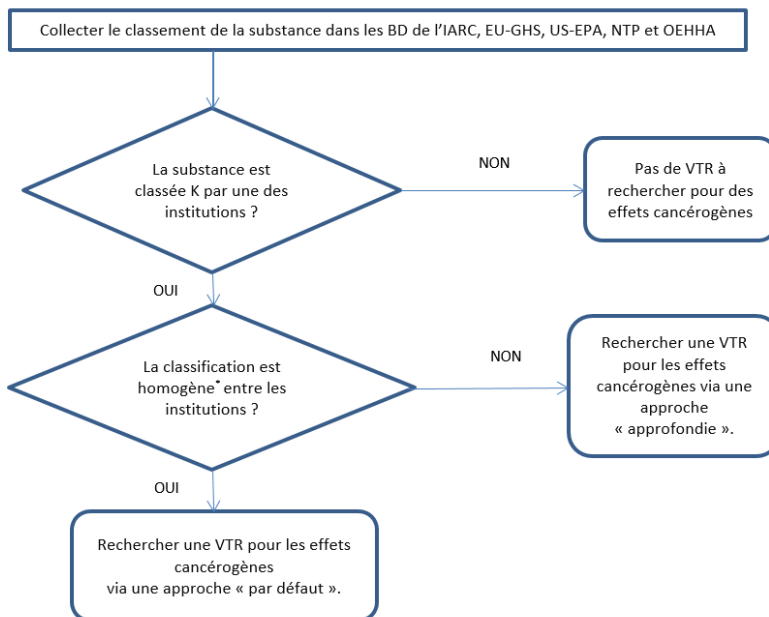 Collecter le classement de la substance dans les BD de l'IARC, EU-GHS, US-EPA, NTP et OEHHA
La substance est
classée K par une des
institutions ?
NON
Pas de VTR à
rechercher pour des
effets cancérogènes
OUI
La classification est
homogène* entre les
institutions ?
NON
Rechercher une VTR
pour les effets
cancérogènes via une
approche
« approfondie ».
OUI
Rechercher une VTR pour les effets
cancérogènes
via une approche « par défaut ».